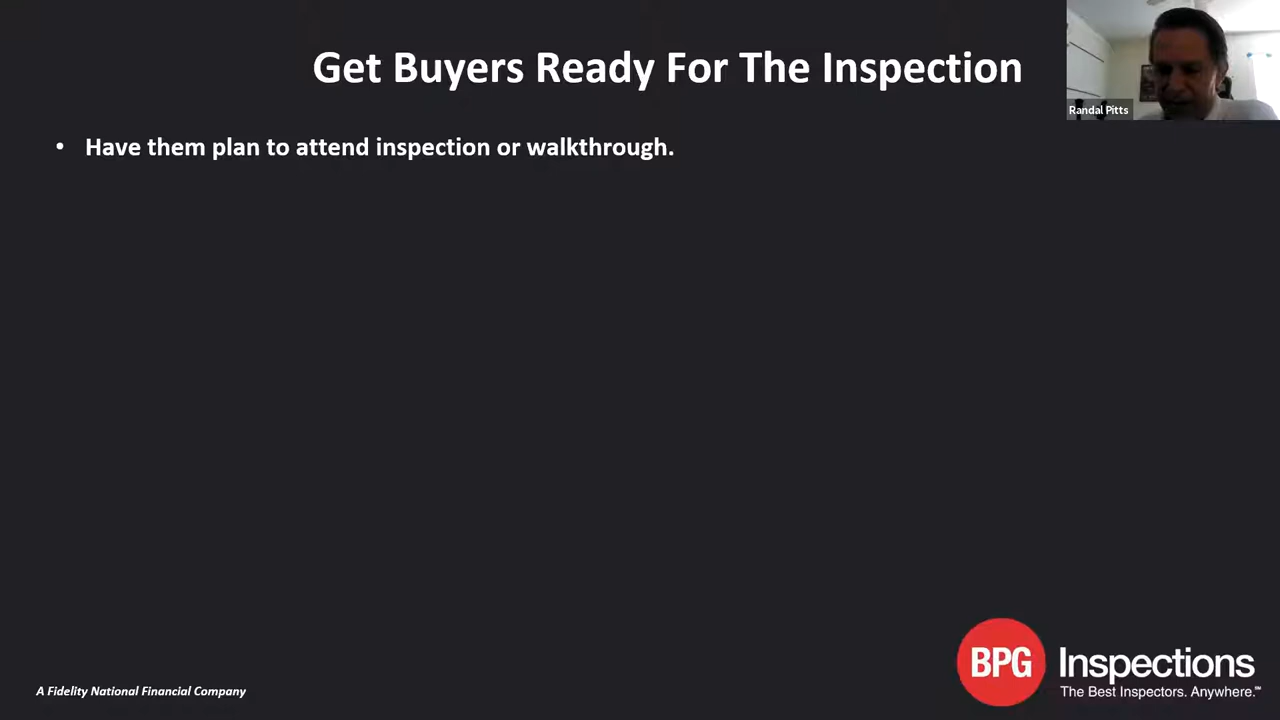 Get Buyers Ready For The Inspection
Randal Pitts
• Have them plan to attend inspection or walkthrough.
BPG Inspections
The Best Inspectors. Anywhere.℠
A Fidelity National Financial Company